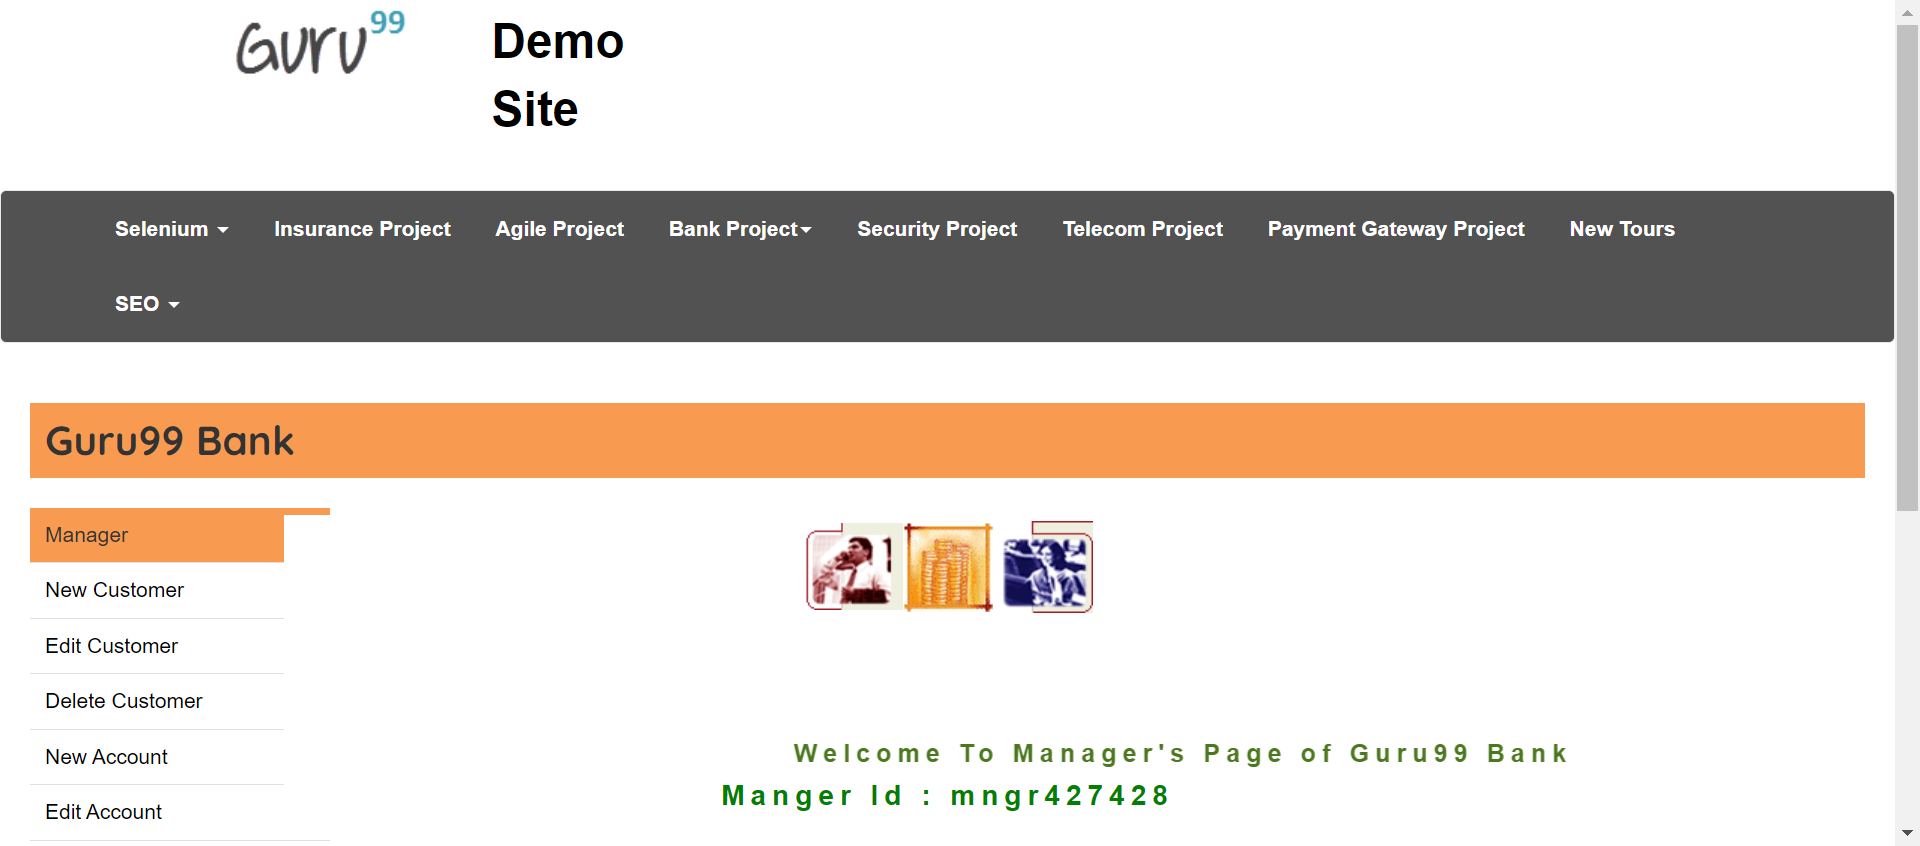 Guru99
Demo
Site
Selenium
Insurance Project
Agile Project
Bank Project
Security Project
Telecom Project
Payment Gateway Project
New Tours
SEO
Guru99 Bank
Manager
New Customer
Edit Customer
Delete Customer
New Account
Edit Account
Welcome To Manager's Page of Guru99 Bank
Manger Id : mngr427428